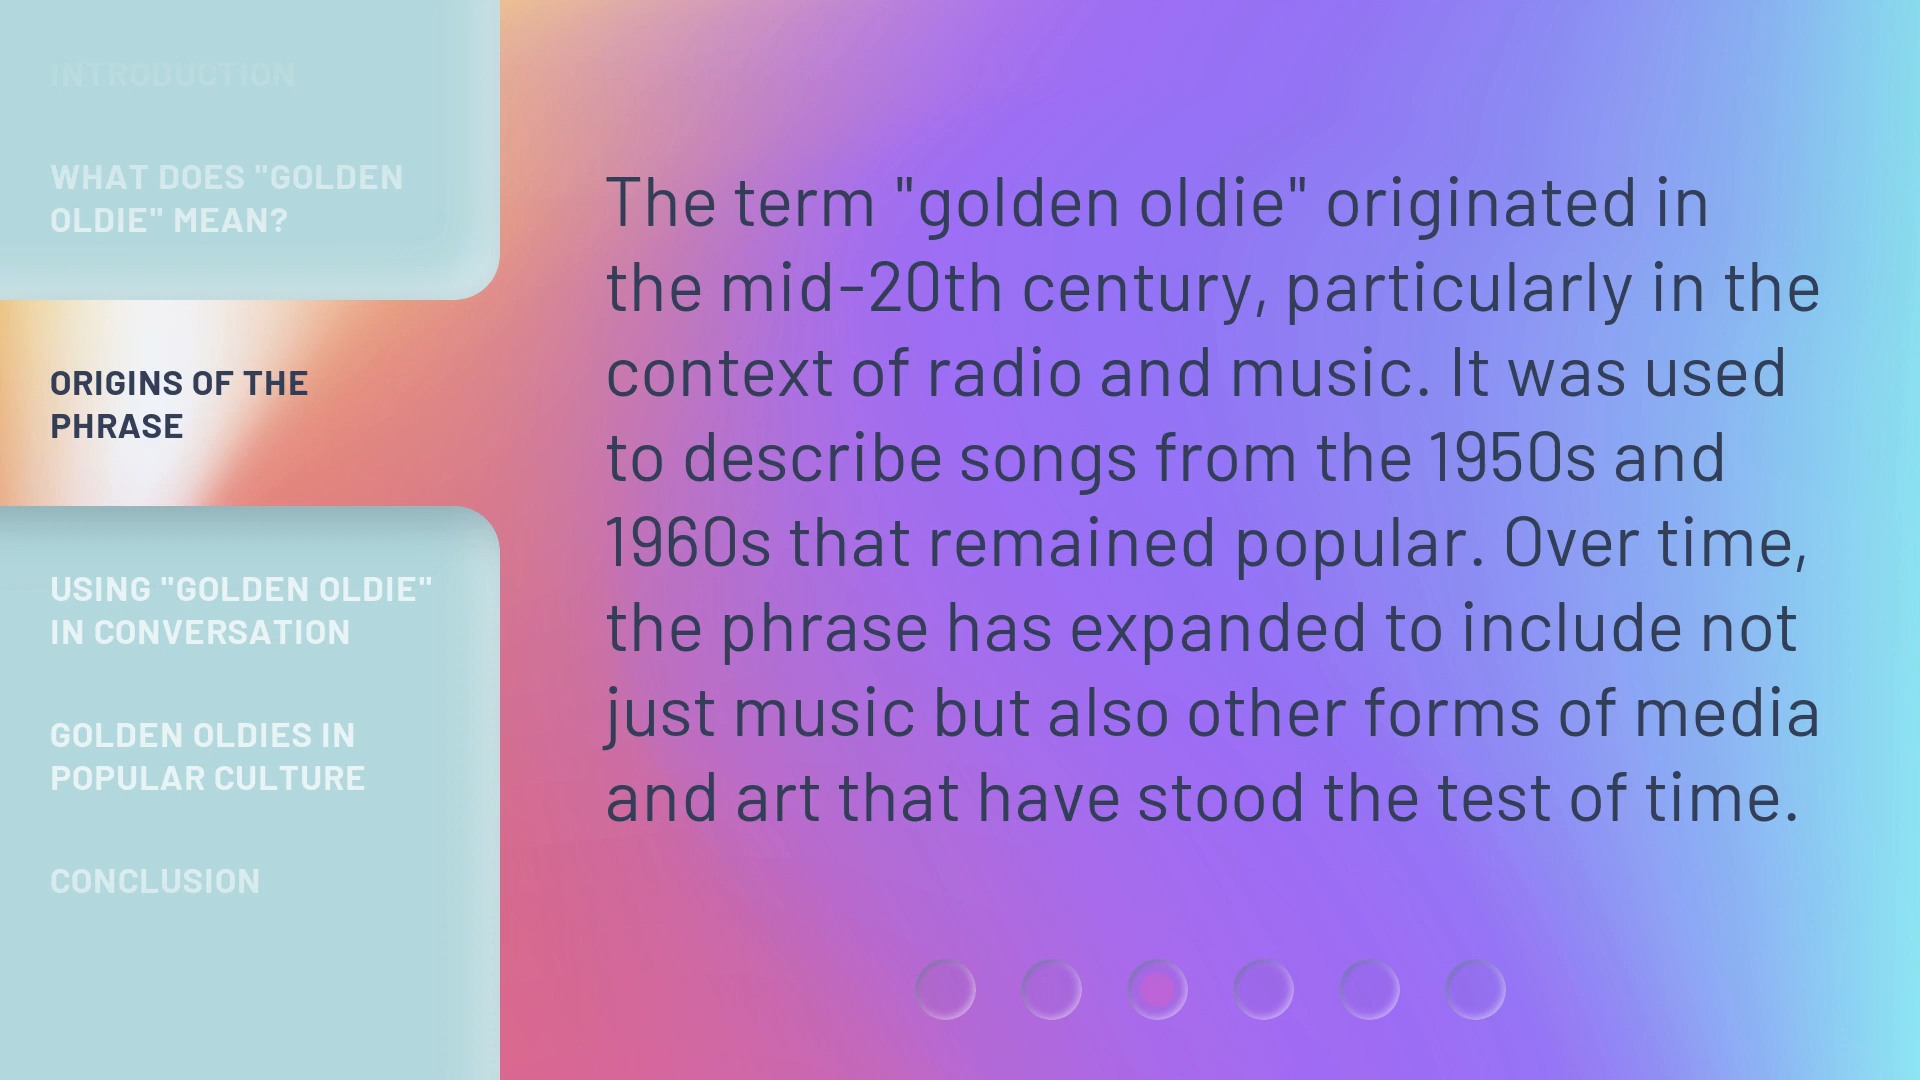 INTRODUCTION
WHAT DOES "GOLDEN
OLDIE" MEAN?
ORIGINS OF THE
PHRASE
USING "GOLDEN OLDIE"
IN CONVERSATION
GOLDEN OLDIES IN
POPULAR CULTURE
CONCLUSION
The term "golden oldie" originated in
the mid-20th century, particularly in the
context of radio and music. It was used
to describe songs from the 1950s and
1960s that remained popular. Over time,
the phrase has expanded to include not
just music but also other forms of media
and art that have stood the test of time.